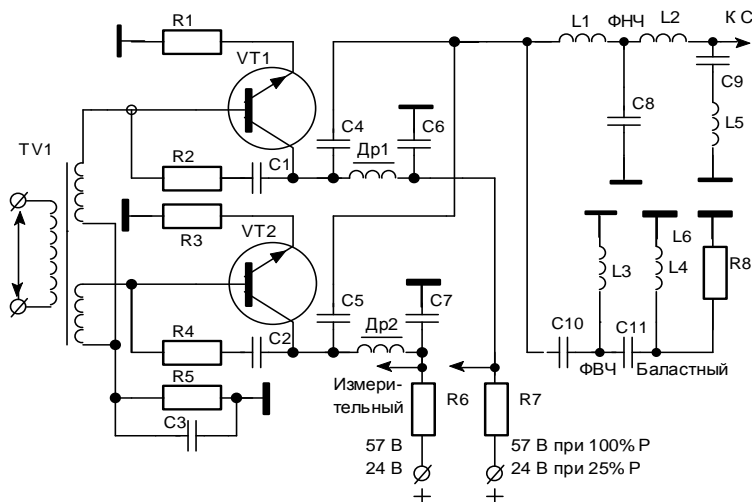 L1
ФНЧ
L2
К С
R1
VT1
C9
C4
C6
C8
L5
TV1
Др1
R2
C1
R3
VT2
L6
R8
L3
L4
C5
C7
Др2
C10
C11
R4
C2
ФВЧ
Баластный
R5
Измери-
тельный
R6
R7
C3
57 В
57 В при 100% Р
24 В
24 В при 25% Р
+
+